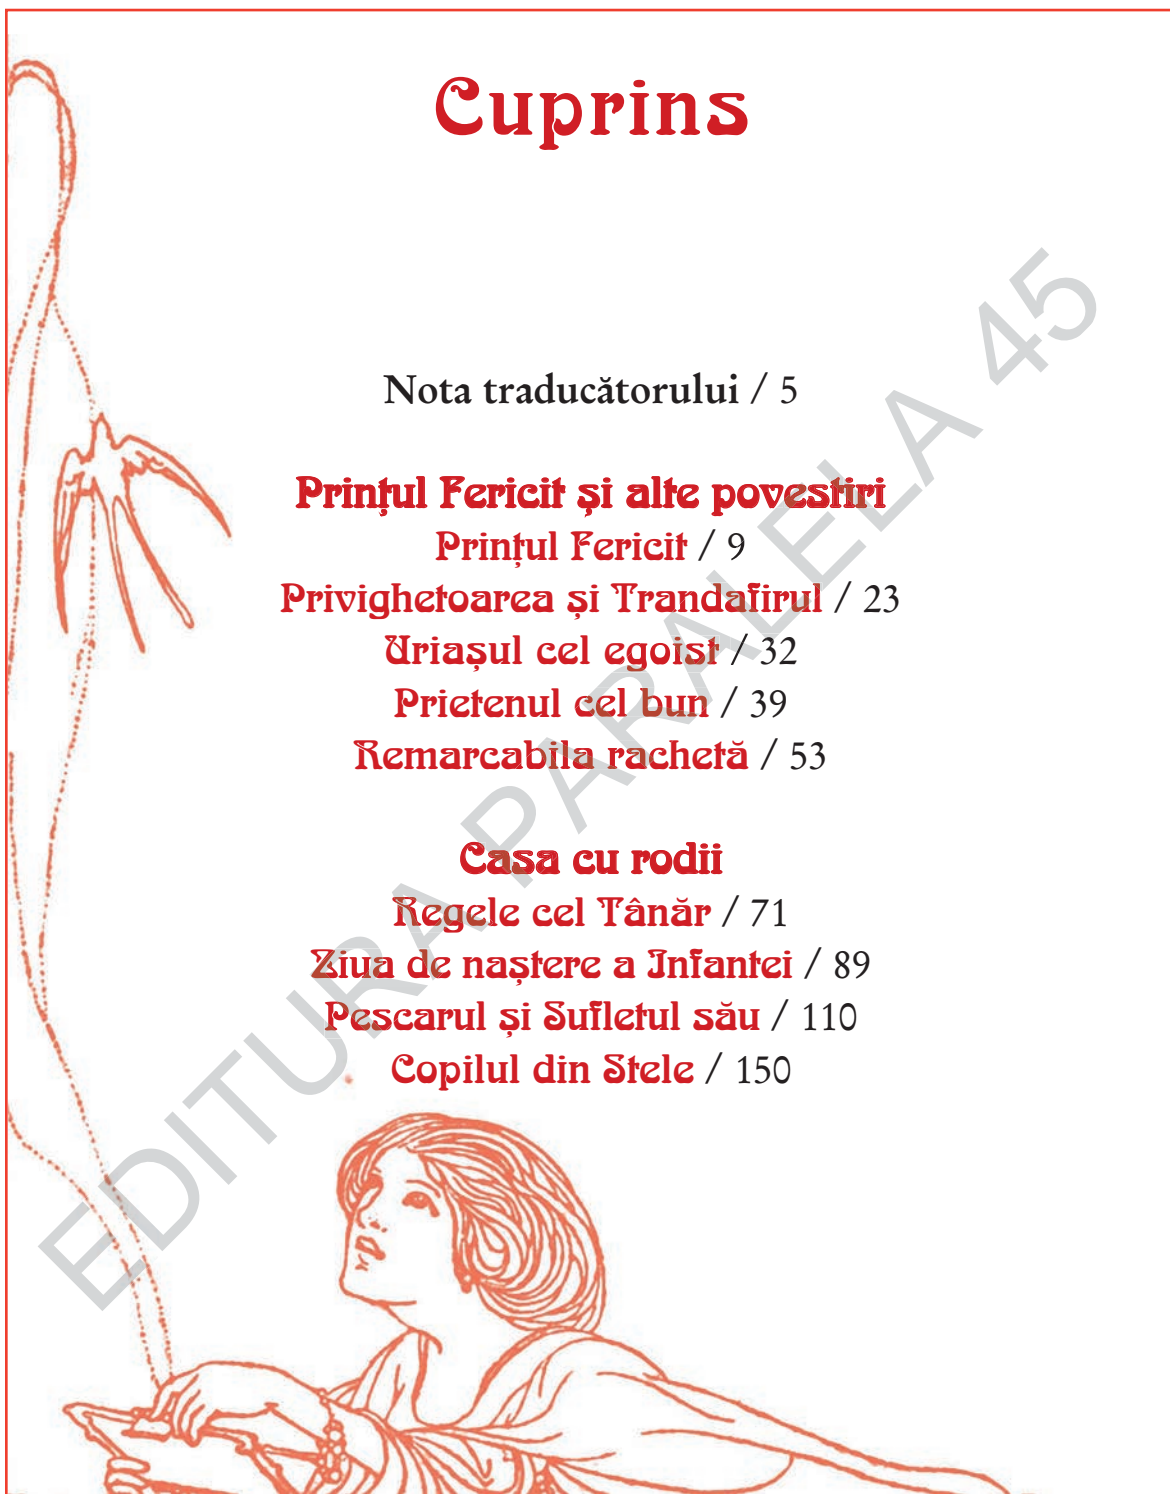 Cuprins
Nota traducătorului / 5
Prințul Fericit și alte povestiri
Prințul Fericit / 9
Privighetoarea și Trandafirul / 23
Uriașul cel egoist / 32
Prietenul cel bun / 39
Remarcabila rachetă / 53
Casa cu rodii
Regele cel Tânăr / 71
Ziua de naștere a Infantei / 89
Pescarul și Sufletul său / 110
Copilul din Stele / 150
EDITURA PARALELA 45